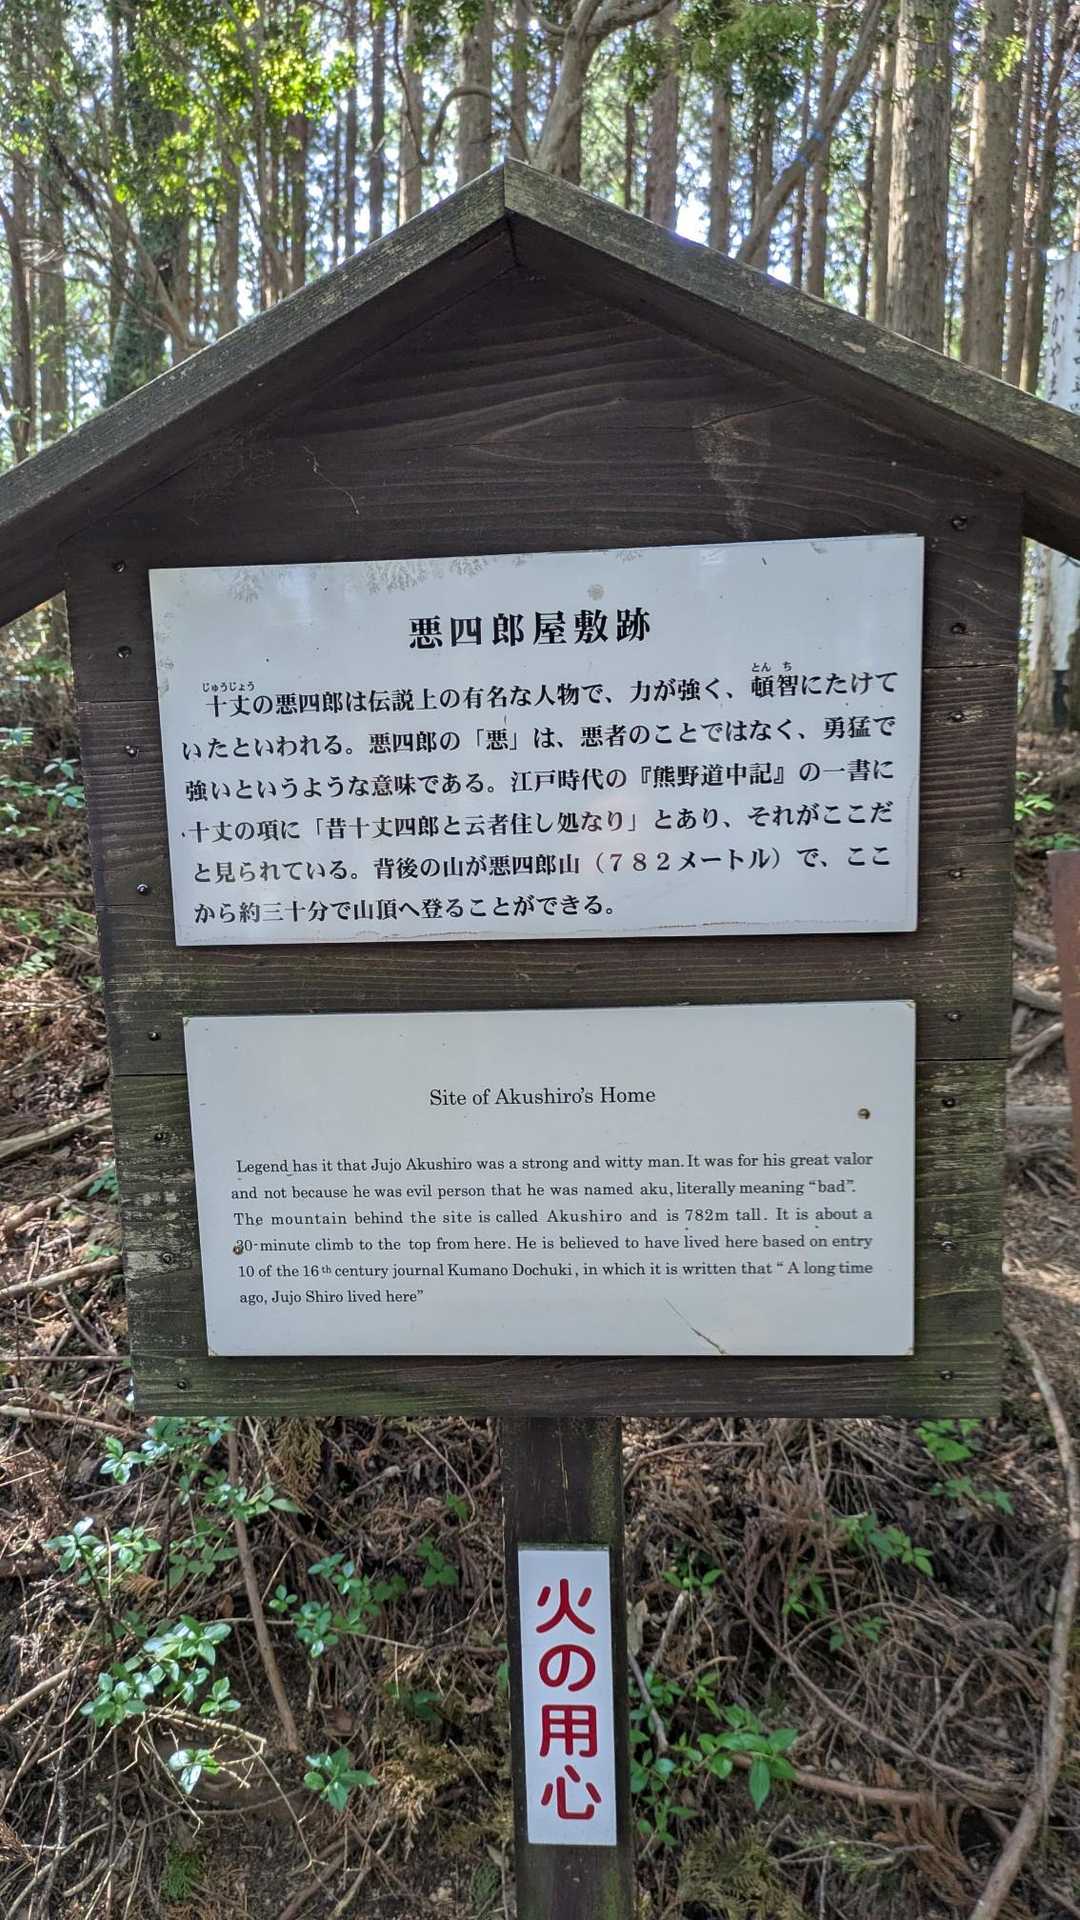 悪四郎屋敷跡
じゅうじょう とんち
十丈の悪四郎は伝説上の有名な人物で、力が強く、頓智にたけて
いたといわれる。悪四郎の「悪」は、悪者のことではなく、勇猛で
強いというような意味である。江戸時代の『熊野道中記』の一書に
十丈の項に「昔十丈四郎と云者住し処なり」とあり、それがここだ
と見られている。背後の山が悪四郎山（７８２メートル）で、ここ
から約三十分で山頂へ登ることができる。
Site of Akushiro's Home
Legend has it that Jujo Akushiro was a strong and witty man. It was for his great valor
and not because he was evil person that he was named aku, literally meaning “bad”.
The mountain behind the site is called Akushiro and is 782m tall. It is about a
30-minute climb to the top from here. He is believed to have lived here based on entry
10 of the 16th century journal Kumano Dochuki, in which it is written that “ A long time
ago, Jujo Shiro lived here”
火の用心
わかやま